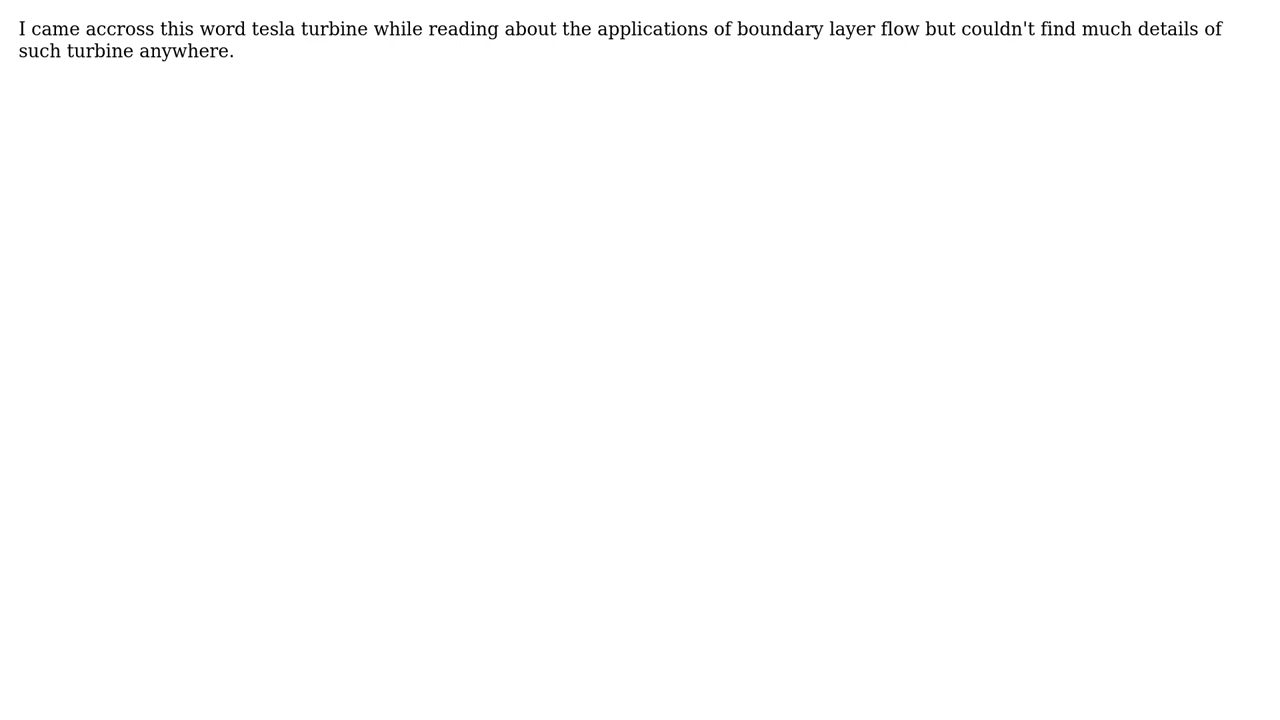 I came accross this word tesla turbine while reading about the applications of boundary layer flow but couldn't find much details of
such turbine anywhere.